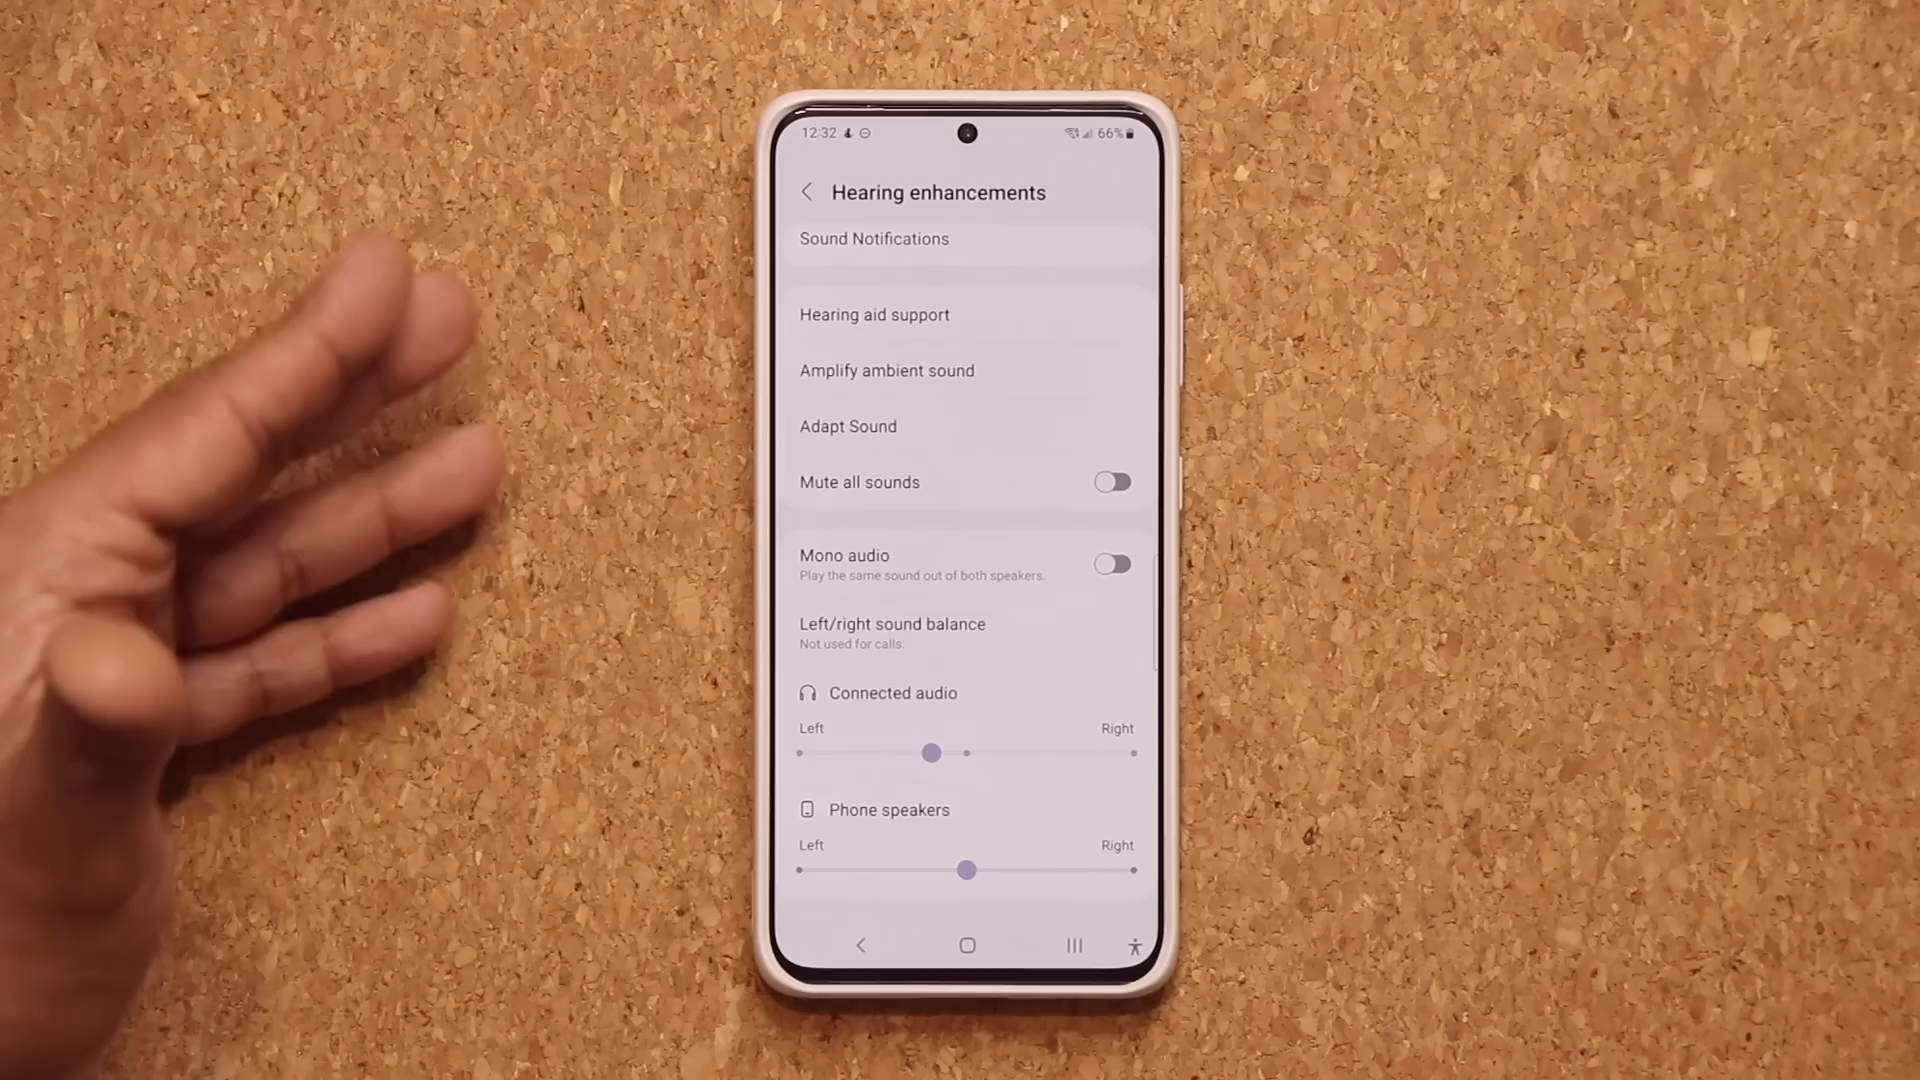 12:32 66%
Hearing enhancements
Sound Notifications
Hearing aid support
Amplify ambient sound
Adapt Sound
Mute all sounds
Mono audio
Play the same sound out of both speakers.
Left/right sound balance
Not used for calls.
Connected audio
Left Right
Phone speakers
Left Right